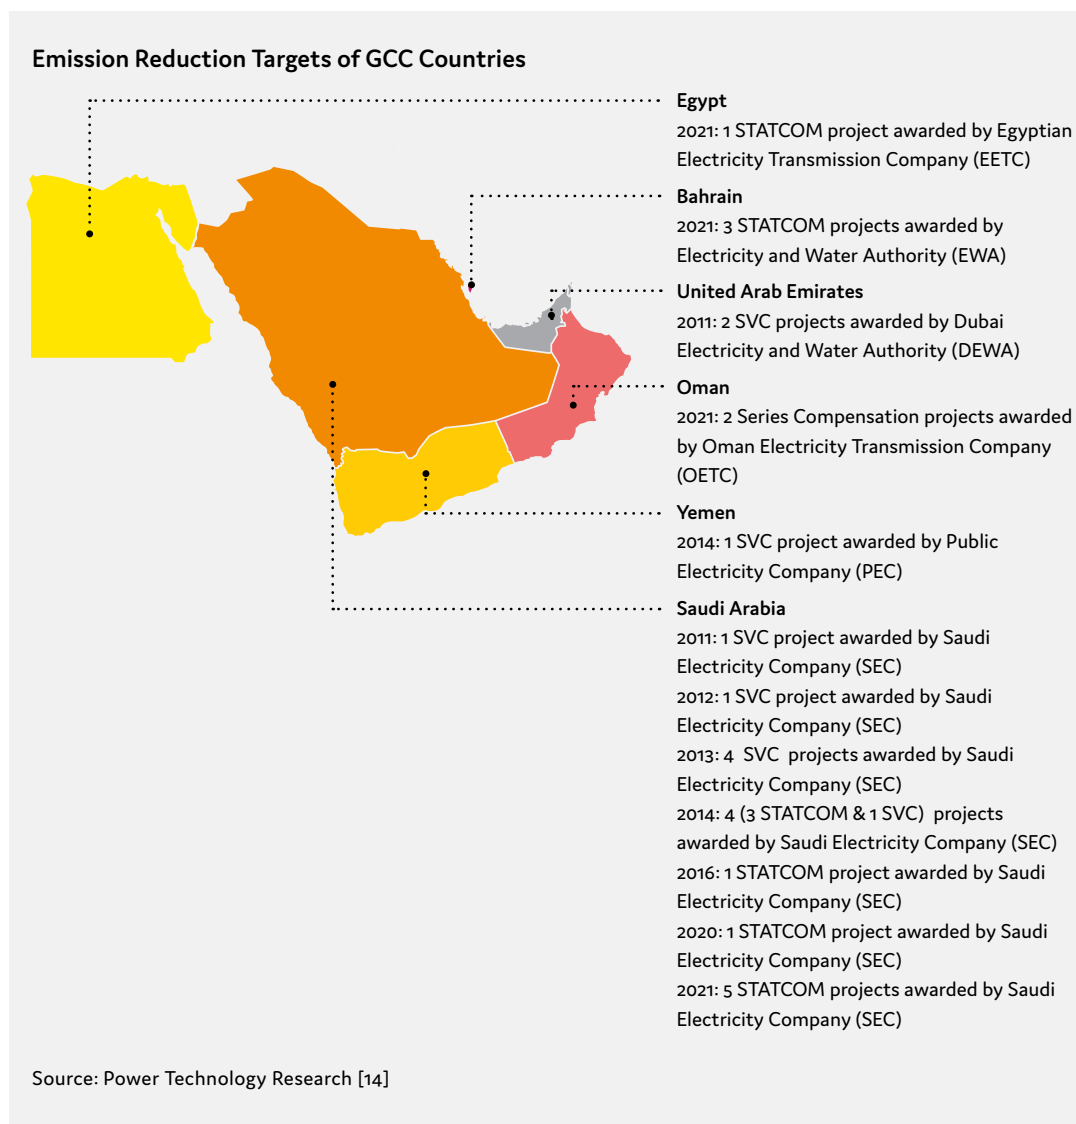 Emission Reduction Targets of GCC Countries
Egypt
2021: 1 STATCOM project awarded by Egyptian
Electricity Transmission Company (EETC)
Bahrain
2021: 3 STATCOM projects awarded by
Electricity and Water Authority (EWA)
United Arab Emirates
2011: 2 SVC projects awarded by Dubai
Electricity and Water Authority (DEWA)
Oman
2021: 2 Series Compensation projects awarded
by Oman Electricity Transmission Company
(OETC)
Yemen
2014: 1 SVC project awarded by Public
Electricity Company (PEC)
Saudi Arabia
2011: 1 SVC project awarded by Saudi
Electricity Company (SEC)
2012: 1 SVC project awarded by Saudi
Electricity Company (SEC)
2013: 4 SVC projects awarded by Saudi
Electricity Company (SEC)
2014: 4 (3 STATCOM & 1 SVC) projects
awarded by Saudi Electricity Company (SEC)
2016: 1 STATCOM project awarded by Saudi
Electricity Company (SEC)
2020: 1 STATCOM project awarded by Saudi
Electricity Company (SEC)
2021: 5 STATCOM projects awarded by Saudi
Electricity Company (SEC)
Source: Power Technology Research [14]